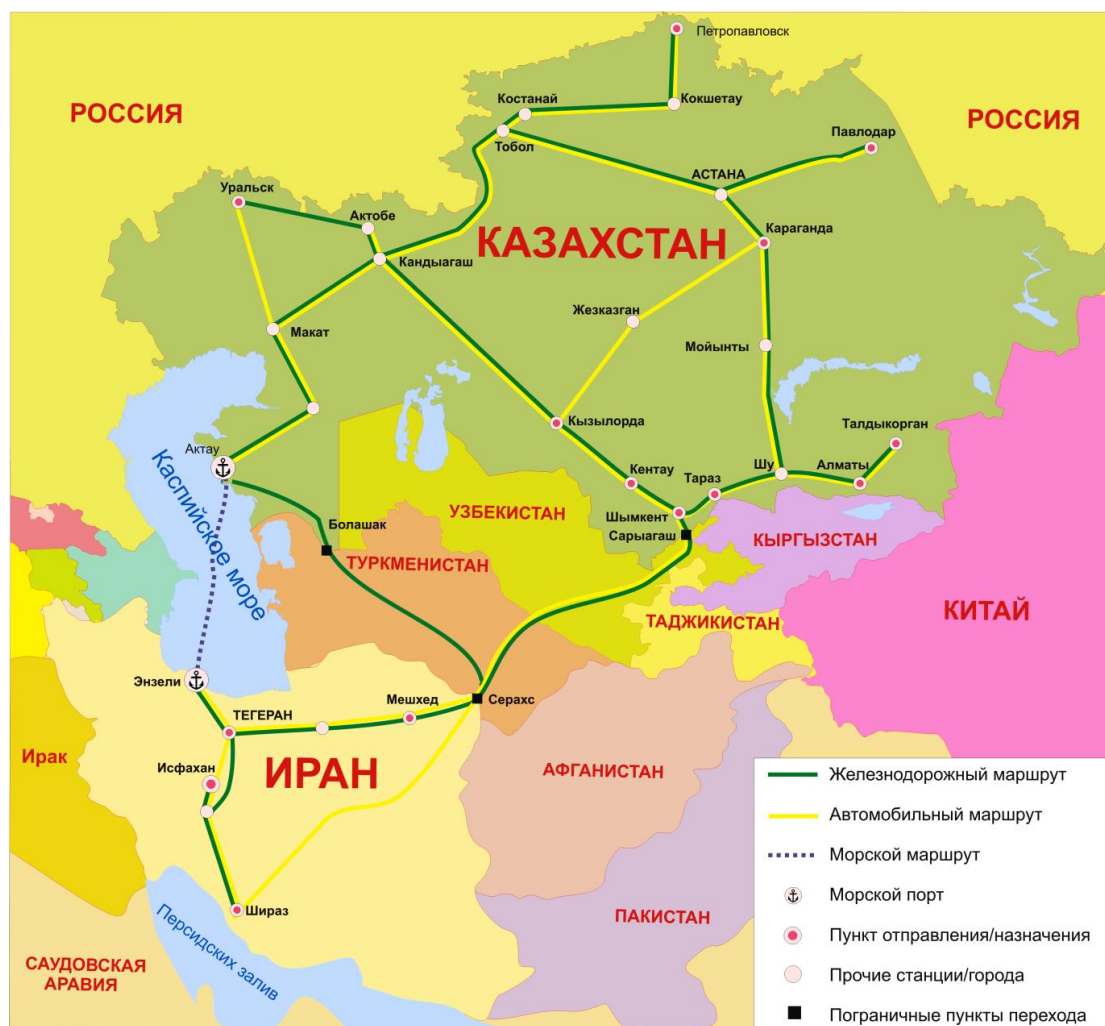 Петропавловск
РОССИЯ
Костанай
Кокшетау
РОССИЯ
Тобол
Павлодар
АСТАНА
Уральск
Актобе
Караганда
КАЗАХСТАН
Кандыагаш
Жезказган
Макат
Мойынты
Кызылорда
Талдыкорган
Актау
Каспийское море
Кентау
Тараз
Шу
Алматы
УЗБЕКИСТАН
Шымкент
Болашак
Сарыагаш
КЫРГЫЗСТАН
ТУРКМЕНИСТАН
КИТАЙ
ТАДЖИКИСТАН
Энзели
Мешхед
Серахс
ТЕГЕРАН
Ирак
Исфахан
ИРАН
АФГАНИСТАН
Железнодорожный маршрут
Автомобильный маршрут
Морской маршрут
Морской порт
Шираз
ПАКИСТАН
Пункт отправления/назначения
Персидских залив
САУДОВСКАЯ
АРАВИЯ
Прочие станции/города
Пограничные пункты перехода